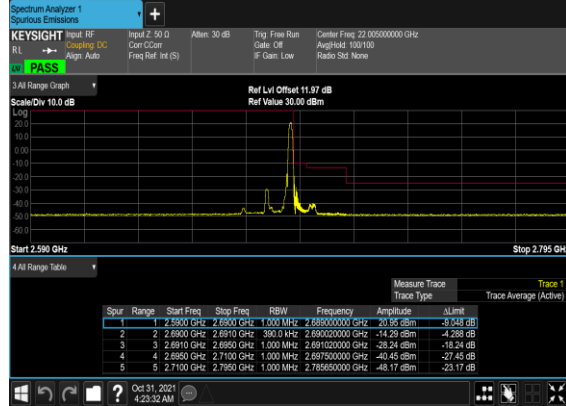 Spectrum Analyzer 1
Spurious Emissions
+
KEYSIGHT Input: RF Input Z: 50 Ω Atten: 30 dB Trig: Free Run Center Freq: 22.005000000 GHz
RL Coupling: DC Corr CCorr Gate: Off Avg|Hold: 100/100
Align: Auto Freq Ref: Int (S) IF Gain: Low Radio Std: None
LV PASS
3 All Range Graph
Ref Lvl Offset 11.97 dB
Scale/Div 10.0 dB Ref Value 30.00 dBm
Log
20.0
10.0
0.00
-10.0
-20.0
-30.0
-40.0
-50.0
-60.0
Start 2.590 GHz Stop 2.795 GHz
4 All Range Table
Measure Trace Trace 1
Trace Type Trace Average (Active)
Spur Range Start Freq Stop Freq RBW Frequency Amplitude ΔLimit
1 1 2.5900 GHz 2.6900 GHz 1.000 MHz 2.689000000 GHz 20.95 dBm -9.048 dB
2 2 2.6900 GHz 2.6910 GHz 390.0 kHz 2.690020000 GHz -14.29 dBm -4.288 dB
3 3 2.6910 GHz 2.6950 GHz 1.000 MHz 2.691020000 GHz -28.24 dBm -18.24 dB
4 4 2.6950 GHz 2.7100 GHz 1.000 MHz 2.697500000 GHz -40.45 dBm -27.45 dB
5 5 2.7100 GHz 2.7950 GHz 1.000 MHz 2.785650000 GHz -48.17 dBm -23.17 dB
? Oct 31, 2021
4:23:32 AM